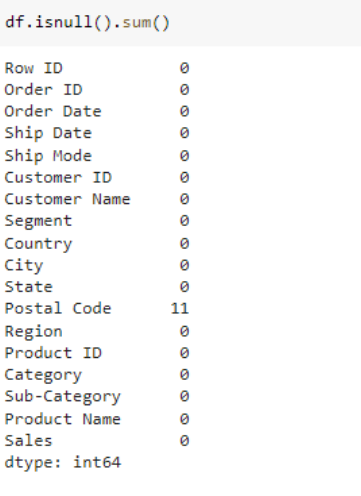 df.isnull().sum()
Row ID 0
Order ID 0
Order Date 0
Ship Date 0
Ship Mode 0
Customer ID 0
Customer Name 0
Segment 0
Country 0
City 0
State 0
Postal Code 11
Region 0
Product ID 0
Category 0
Sub-Category 0
Product Name 0
Sales 0
dtype: int64